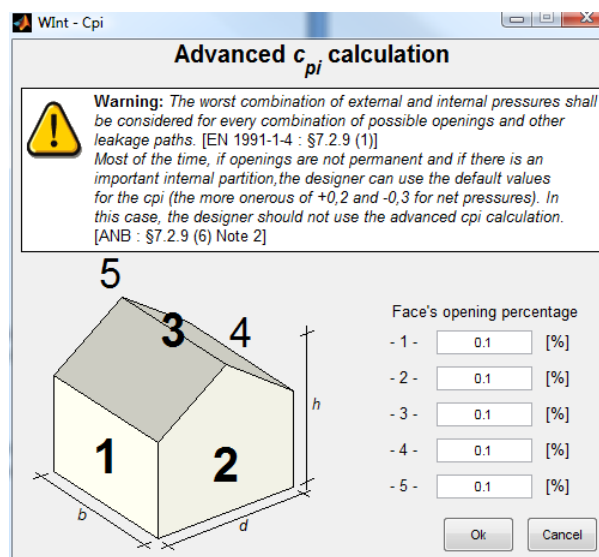 WInt - Cpi
Advanced cpi calculation
Warning: The worst combination of external and internal pressures shall
be considered for every combination of possible openings and other
leakage paths. [EN 1991-1-4 : §7.2.9 (1)]
Most of the time, if openings are not permanent and if there is an
important internal partition,the designer can use the default values
for the cpi (the more onerous of +0,2 and -0,3 for net pressures). In
this case, the designer should not use the advanced cpi calculation.
[ANB : §7.2.9 (6) Note 2]
5
3
4
1
2
h
b
d
Face's opening percentage
- 1 - 0.1 [%]
- 2 - 0.1 [%]
- 3 - 0.1 [%]
- 4 - 0.1 [%]
- 5 - 0.1 [%]
Ok Cancel